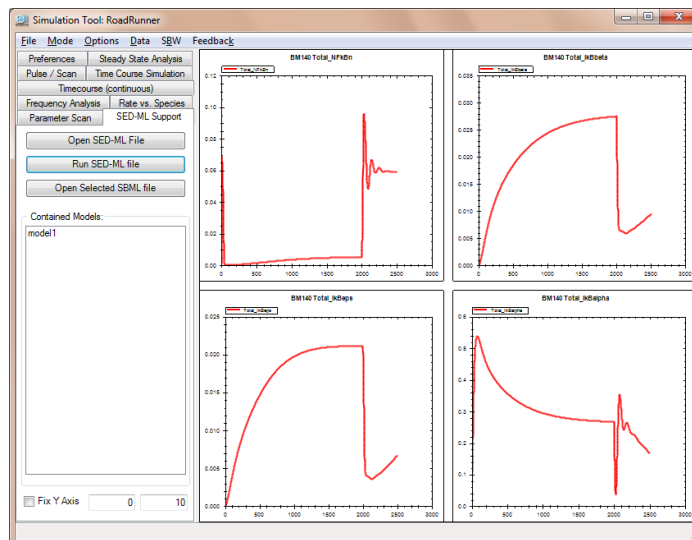 Simulation Tool: RoadRunner
File Mode Options Data SBW Feedback
Preferences Steady State Analysis
Pulse / Scan Time Course Simulation
Timecourse (continuous)
Frequency Analysis Rate vs. Species
Parameter Scan SED-ML Support
Open SED-ML File
Run SED-ML file
Open Selected SBML file
Contained Models:
model1
Fix Y Axis 0 10
BM140 Total_NFkBn
Total_NFkBn
0.12
0.10
0.08
0.06
0.04
0.02
0.00
0 500 1000 1500 2000 2500 3000
BM140 Total_IkBbeta
Total_IkBbeta
0.035
0.030
0.025
0.020
0.015
0.010
0.005
0.000
0 500 1000 1500 2000 2500 3000
BM140 Total_IkBeps
Total_IkBeps
0.025
0.020
0.015
0.010
0.005
0.000
0 500 1000 1500 2000 2500 3000
BM140 Total_IkBalpha
Total_IkBalpha
0.6
0.5
0.4
0.3
0.2
0.1
0.0
0 500 1000 1500 2000 2500 3000